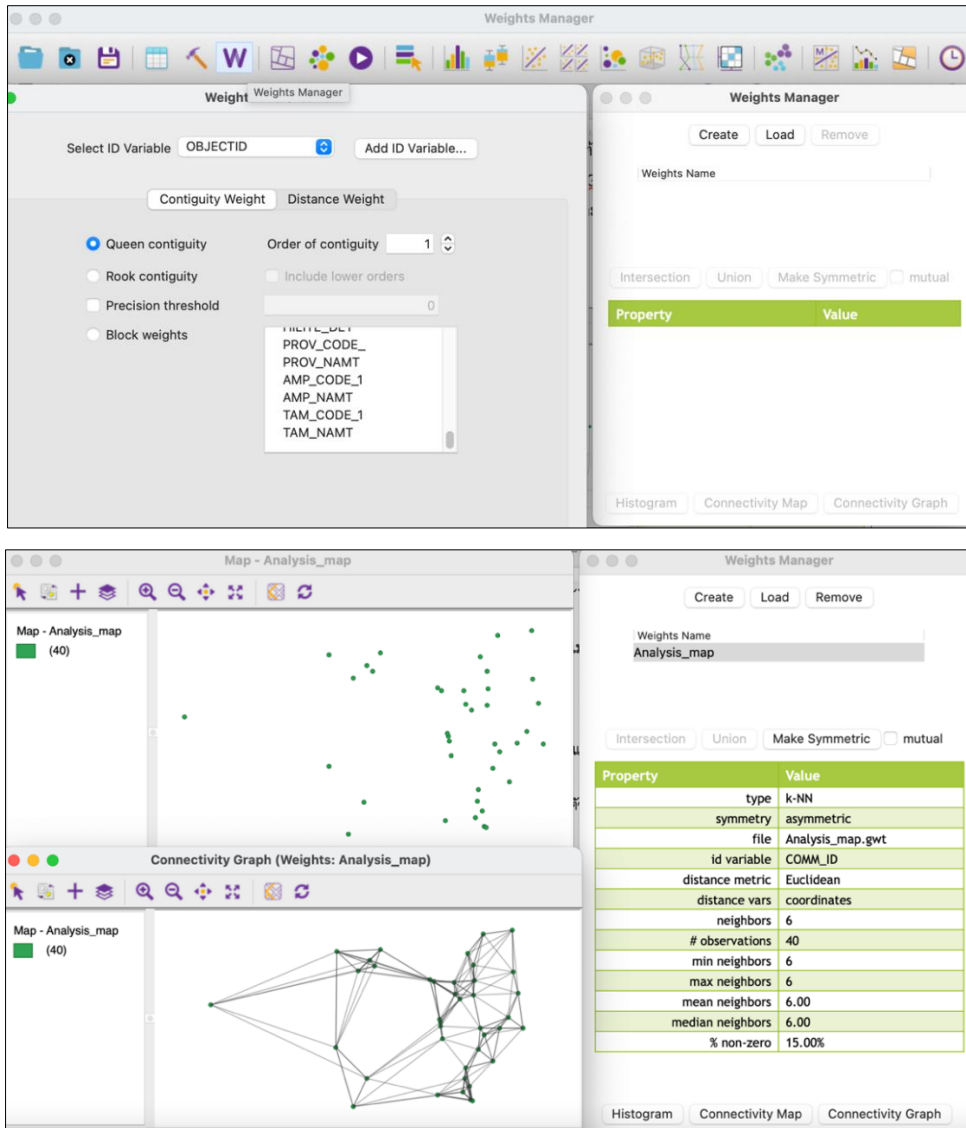 Weights Manager
W
Weight
Weights Manager
Select ID Variable OBJECTID Add ID Variable...
Contiguity Weight Distance Weight
Queen contiguity Order of contiguity 1
Rook contiguity Include lower orders
Precision threshold 0
Block weights
PROV_CODE_
PROV_NAMT
AMP_CODE_1
AMP_NAMT
TAM_CODE_1
TAM_NAMT
Weights Manager
Create Load Remove
Weights Name
Intersection Union Make Symmetric mutual
Property Value
Histogram Connectivity Map Connectivity Graph
Map - Analysis_map
Map - Analysis_map
(40)
Connectivity Graph (Weights: Analysis_map)
Map - Analysis_map
(40)
Weights Manager
Create Load Remove
Weights Name
Analysis_map
Intersection Union Make Symmetric mutual
Property Value
type k-NN
symmetry asymmetric
file Analysis_map.gwt
id variable COMM_ID
distance metric Euclidean
distance vars coordinates
neighbors 6
# observations 40
min neighbors 6
max neighbors 6
mean neighbors 6.00
median neighbors 6.00
% non-zero 15.00%
Histogram Connectivity Map Connectivity Graph